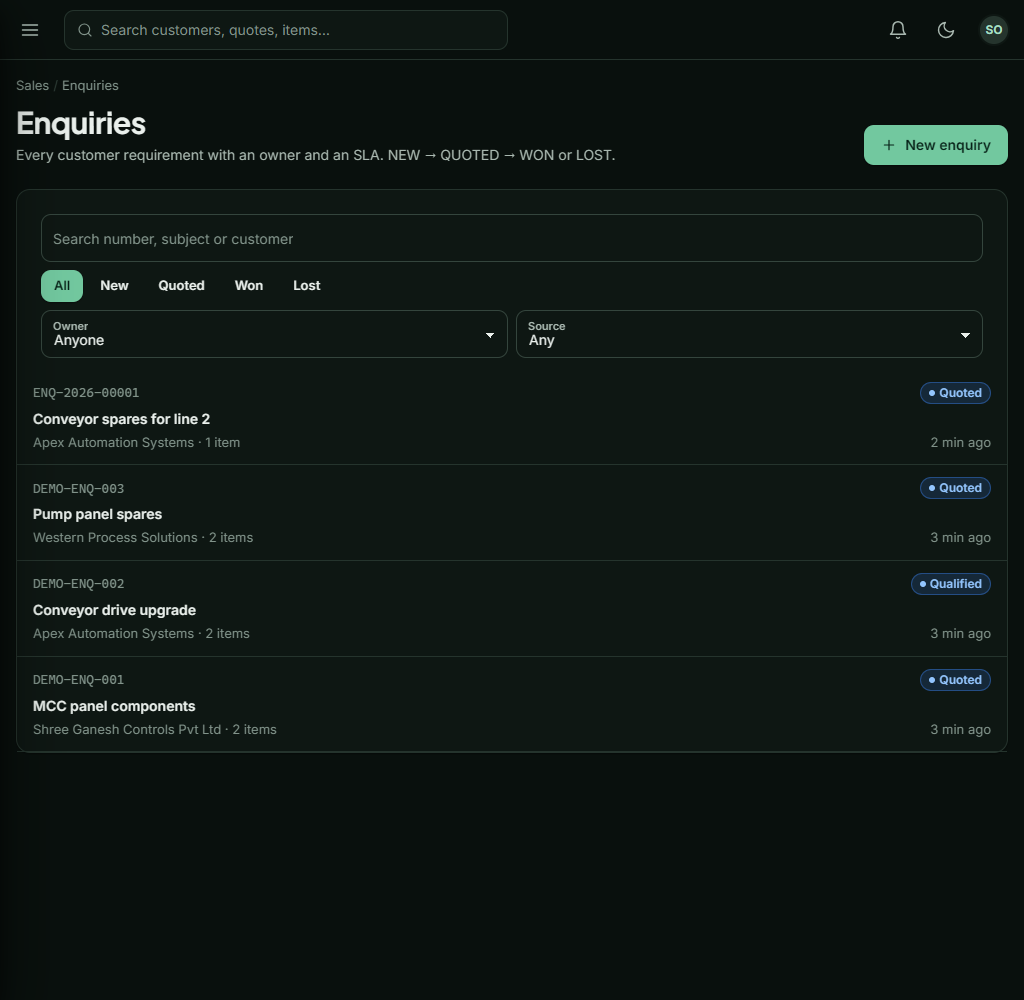 Search customers, quotes, items...
SO
Sales / Enquiries
Enquiries
Every customer requirement with an owner and an SLA. NEW → QUOTED → WON or LOST.
+ New enquiry
Search number, subject or customer
All New Quoted Won Lost
Owner
Anyone
Source
Any
ENQ-2026-00001
Quoted
Conveyor spares for line 2
Apex Automation Systems · 1 item
2 min ago
DEMO-ENQ-003
Quoted
Pump panel spares
Western Process Solutions · 2 items
3 min ago
DEMO-ENQ-002
Qualified
Conveyor drive upgrade
Apex Automation Systems · 2 items
3 min ago
DEMO-ENQ-001
Quoted
MCC panel components
Shree Ganesh Controls Pvt Ltd · 2 items
3 min ago